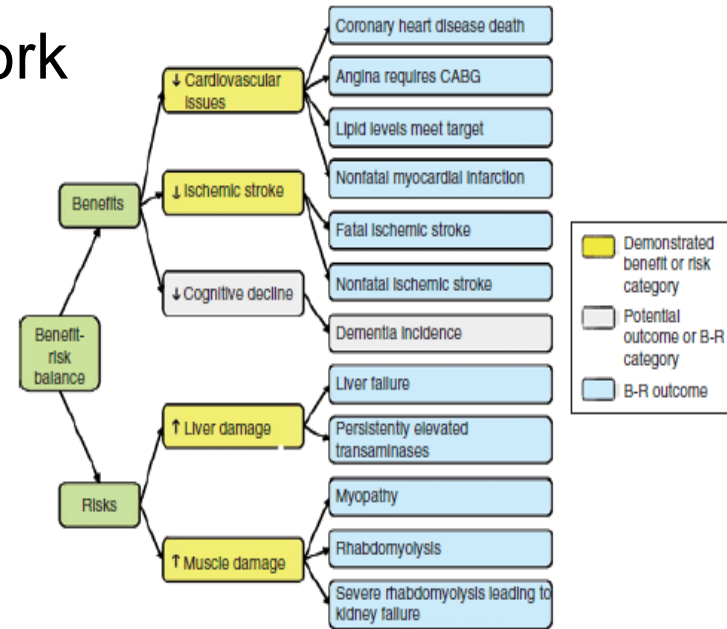 ork
Coronary heart disease death
↓ Cardiovascular
issues
Angina requires CABG
Lipid levels meet target
Nonfatal myocardial infarction
Benefits
↓ Ischemic stroke
Fatal ischemic stroke
Nonfatal ischemic stroke
↓ Cognitive decline
Dementia incidence
Benefit-
risk
balance
Liver failure
↑ Liver damage
Persistently elevated
transaminases
Risks
Myopathy
Rhabdomyolysis
↑ Muscle damage
Severe rhabdomyolysis leading to
kidney failure
Demonstrated
benefit or risk
category
Potential
outcome or B-R
category
B-R outcome